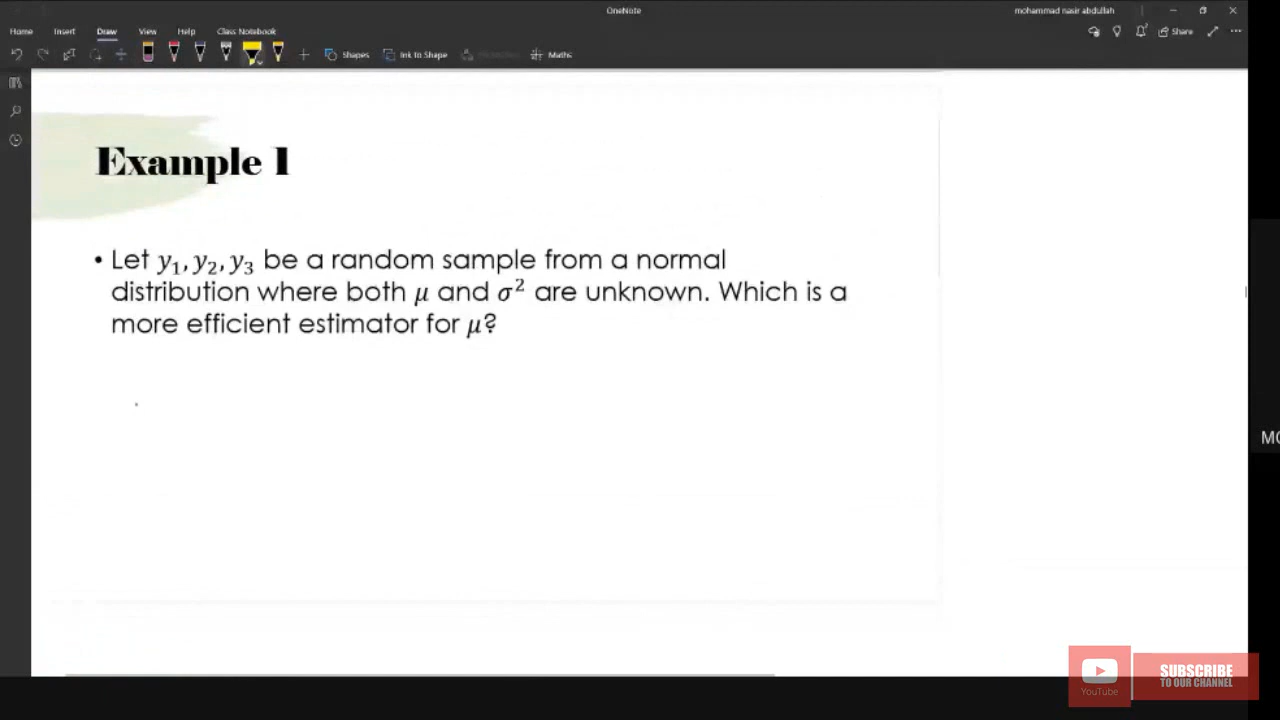 OneNote
mohammad nasir abdullah
Home Insert Draw View Help Class Notebook
Share
Shapes Ink to Shape Maths
Example 1
• Let y₁, y₂, y₃ be a random sample from a normal
distribution where both μ and σ² are unknown. Which is a
more efficient estimator for μ?
MO
YouTube
SUBSCRIBE
TO OUR CHANNEL